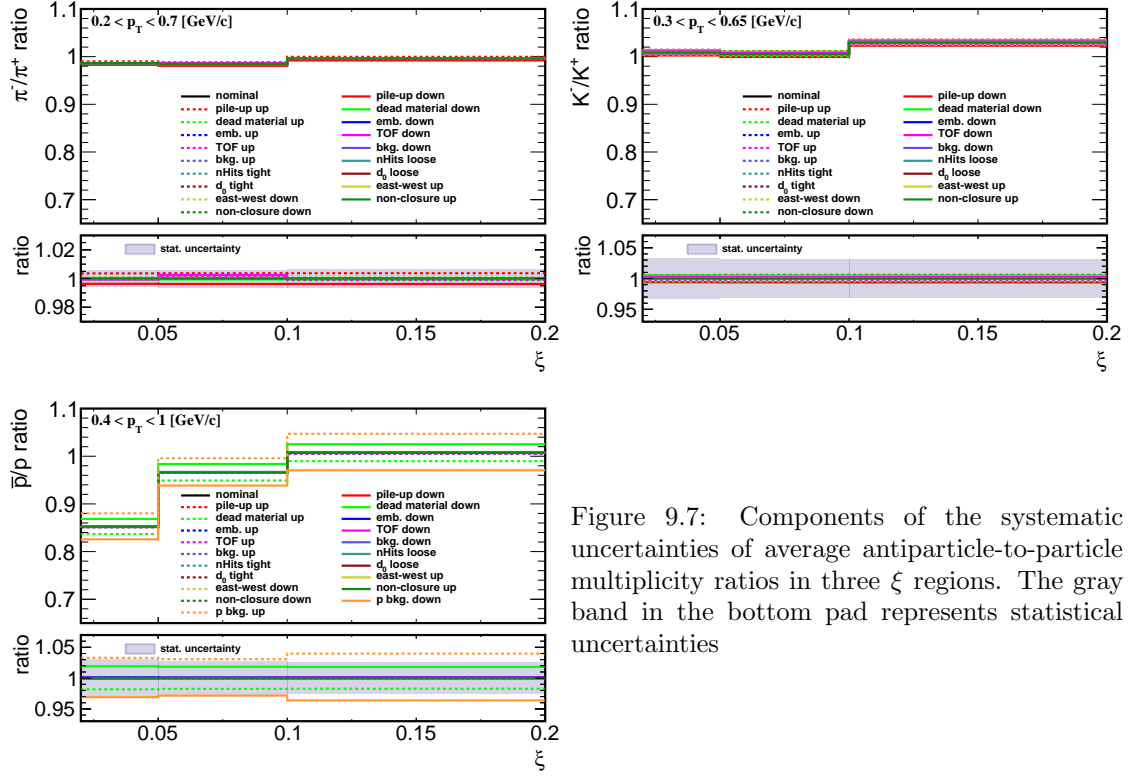 0.2 < p_T < 0.7 [GeV/c]
π⁻/π⁺ ratio
1.1
1
0.9
0.8
0.7
nominal
pile-up up
dead material up
emb. up
TOF up
bkg. up
nHits tight
d₀ tight
east-west down
non-closure down
pile-up down
dead material down
emb. down
TOF down
bkg. down
nHits loose
d₀ loose
east-west up
non-closure up
ratio
1.02
1
0.98
stat. uncertainty
0.05 0.1 0.15 0.2
ξ
0.3 < p_T < 0.65 [GeV/c]
K⁻/K⁺ ratio
1.1
1
0.9
0.8
0.7
nominal
pile-up up
dead material up
emb. up
TOF up
bkg. up
nHits tight
d₀ tight
east-west down
non-closure down
pile-up down
dead material down
emb. down
TOF down
bkg. down
nHits loose
d₀ loose
east-west up
non-closure up
ratio
1.05
1
0.95
stat. uncertainty
0.05 0.1 0.15 0.2
ξ
0.4 < p_T < 1 [GeV/c]
p̅/p ratio
1.1
1
0.9
0.8
0.7
nominal
pile-up up
dead material up
emb. up
TOF up
bkg. up
nHits tight
d₀ tight
east-west down
non-closure down
p bkg. up
pile-up down
dead material down
emb. down
TOF down
bkg. down
nHits loose
d₀ loose
east-west up
non-closure up
p bkg. down
ratio
1.05
1
0.95
stat. uncertainty
0.05 0.1 0.15 0.2
ξ
Figure 9.7: Components of the systematic
uncertainties of average antiparticle-to-particle
multiplicity ratios in three ξ regions. The gray
band in the bottom pad represents statistical
uncertainties